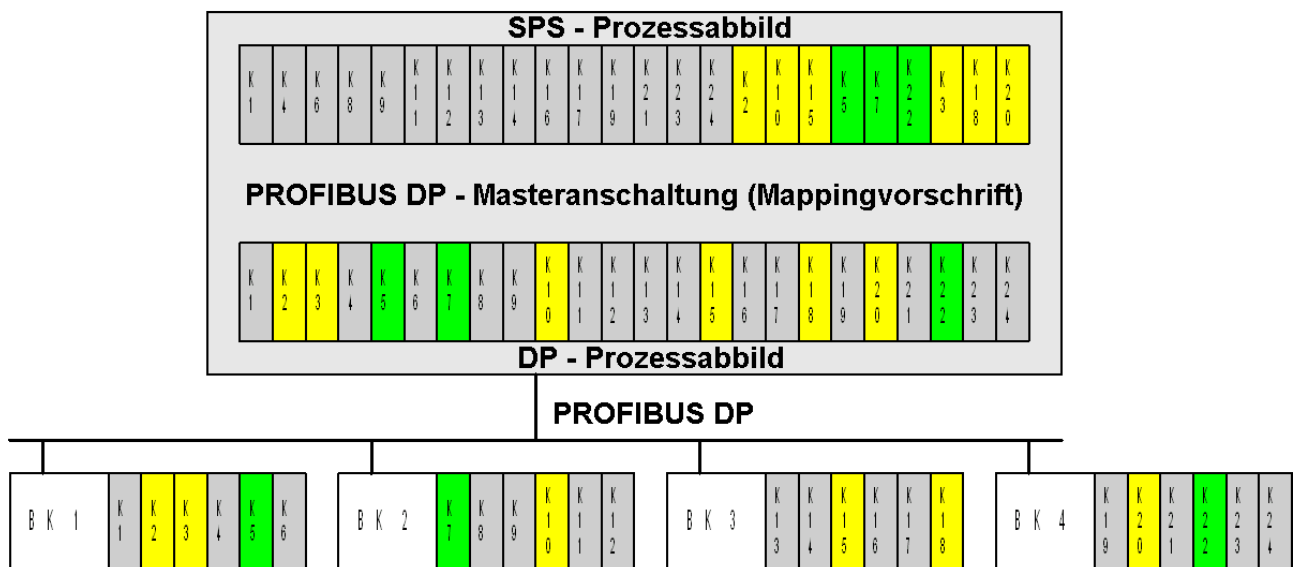 SPS - Prozessabbild
K1 K4 K6 K8 K9 K11 K12 K13 K14 K16 K17 K19 K21 K23 K24 K2 K10 K15 K5 K7 K22 K3 K18 K20
PROFIBUS DP - Masteranschaltung (Mappingvorschrift)
K1 K2 K3 K4 K5 K6 K7 K8 K9 K10 K11 K12 K13 K14 K15 K16 K17 K18 K19 K20 K21 K22 K23 K24
DP - Prozessabbild
PROFIBUS DP
BK 1 K1 K2 K3 K4 K5 K6 BK 2 K7 K8 K9 K10 K11 K12 BK 3 K13 K14 K15 K16 K17 K18 BK 4 K19 K20 K21 K22 K23 K24